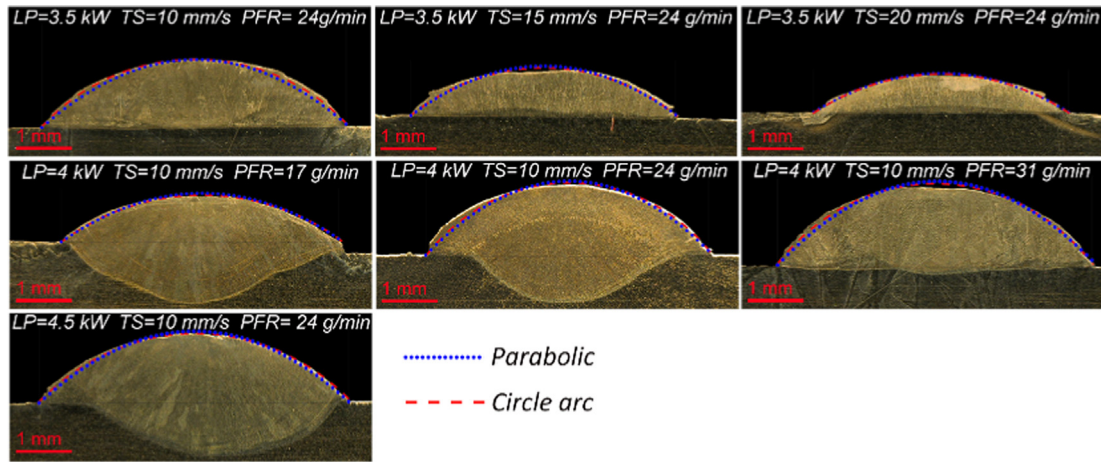 LP=3.5 kW TS=10 mm/s PFR= 24g/min
1 mm
LP=3.5 kW TS=15 mm/s PFR=24 g/min
1 mm
LP=3.5 kW TS=20 mm/s PFR=24 g/min
1 mm
LP=4 kW TS=10 mm/s PFR=17 g/min
1 mm
LP=4 kW TS=10 mm/s PFR=24 g/min
1 mm
LP=4 kW TS=10 mm/s PFR=31 g/min
1 mm
LP=4.5 kW TS=10 mm/s PFR= 24 g/min
1 mm
Parabolic
Circle arc